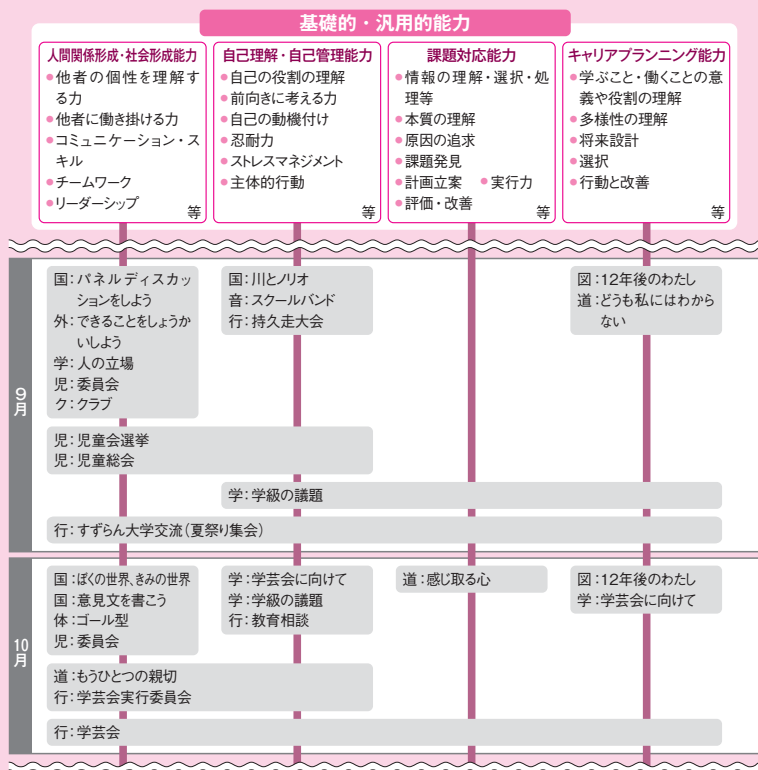 基礎的・汎用的能力
人間関係形成・社会形成能力
●他者の個性を理解す
る力
●他者に働き掛ける力
●コミュニケーション・ス
キル
●チームワーク
●リーダーシップ
等
自己理解・自己管理能力
●自己の役割の理解
●前向きに考える力
●自己の動機付け
●忍耐力
●ストレスマネジメント
●主体的行動
等
課題対応能力
●情報の理解・選択・処
理等
●本質の理解
●原因の追求
●課題発見
●計画立案 ●実行力
●評価・改善
等
キャリアプランニング能力
●学ぶこと・働くことの意
義や役割の理解
●多様性の理解
●将来設計
●選択
●行動と改善
等
9月
国：パネルディスカッ
ションをしよう
外：できることをしょうか
いしよう
学：人の立場
児：委員会
ク：クラブ
国：川とノリオ
音：スクールバンド
行：持久走大会
図：12年後のわたし
道：どうも私にはわから
ない
児：児童会選挙
児：児童総会
学：学級の議題
行：すずらん大学交流（夏祭り集会）
10月
国：ぼくの世界、きみの世界
国：意見文を書こう
体：ゴール型
児：委員会
学：学芸会に向けて
学：学級の議題
行：教育相談
道：感じ取る心
図：12年後のわたし
学：学芸会に向けて
道：もうひとつの親切
行：学芸会実行委員会
行：学芸会